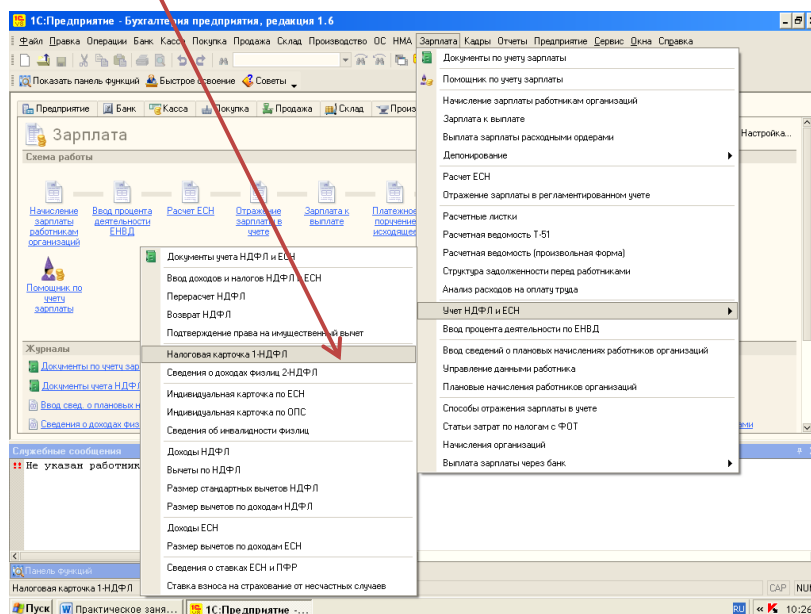 1С:Предприятие - Бухгалтерия предприятия, редакция 1.6
Файл Правка Операции Банк Касса Покупка Продажа Склад Производство ОС НМА Зарплата Кадры Отчеты Предприятие Сервис Окна Справка
Показать панель функций Быстрое освоение Советы
Предприятие Банк Касса Покупка Продажа Склад Произ
Зарплата
Настройка...
Схема работы
Начисление зарплаты работникам организаций
Ввод процента деятельности ЕНВД
Расчет ЕСН
Отражение зарплаты в учете
Зарплата к выплате
Платежное поручение исходящее
Помощник по учету зарплаты
Журналы
Документы по учету зар
Документы учета НДФЛ
Ввод свед. о плановых н
Сведения о доходах физ
ами
Документы по учету зарплаты
Помощник по учету зарплаты
Начисление зарплаты работникам организаций
Зарплата к выплате
Выплата зарплаты расходными ордерами
Депонирование
Расчет ЕСН
Отражение зарплаты в регламентированном учете
Расчетные листки
Расчетная ведомость Т-51
Расчетная ведомость (произвольная форма)
Структура задолженности перед работниками
Анализ расходов на оплату труда
Учет НДФЛ и ЕСН
Ввод процента деятельности по ЕНВД
Ввод сведений о плановых начислениях работников организаций
Управление данными работника
Плановые начисления работников организаций
Способы отражения зарплаты в учете
Статьи затрат по налогам с ФОТ
Начисления организаций
Выплата зарплаты через банк
Документы учета НДФЛ и ЕСН
Ввод доходов и налогов НДФЛ и ЕСН
Перерасчет НДФЛ
Возврат НДФЛ
Подтверждение права на имущественный вычет
Налоговая карточка 1-НДФЛ
Сведения о доходах физлиц 2-НДФЛ
Индивидуальная карточка по ЕСН
Индивидуальная карточка по ОПС
Сведения об инвалидности физлиц
Доходы НДФЛ
Вычеты по НДФЛ
Размер стандартных вычетов НДФЛ
Размер вычетов по доходам НДФЛ
Доходы ЕСН
Размер вычетов по доходам ЕСН
Сведения о ставках ЕСН и ПФР
Ставка взноса на страхование от несчастных случаев
Служебные сообщения
!! Не указан работник
Панель функций
Налоговая карточка 1-НДФЛ
CAP NUM
Пуск Практическое заня... 1С:Предприятие -... RU « 10:26